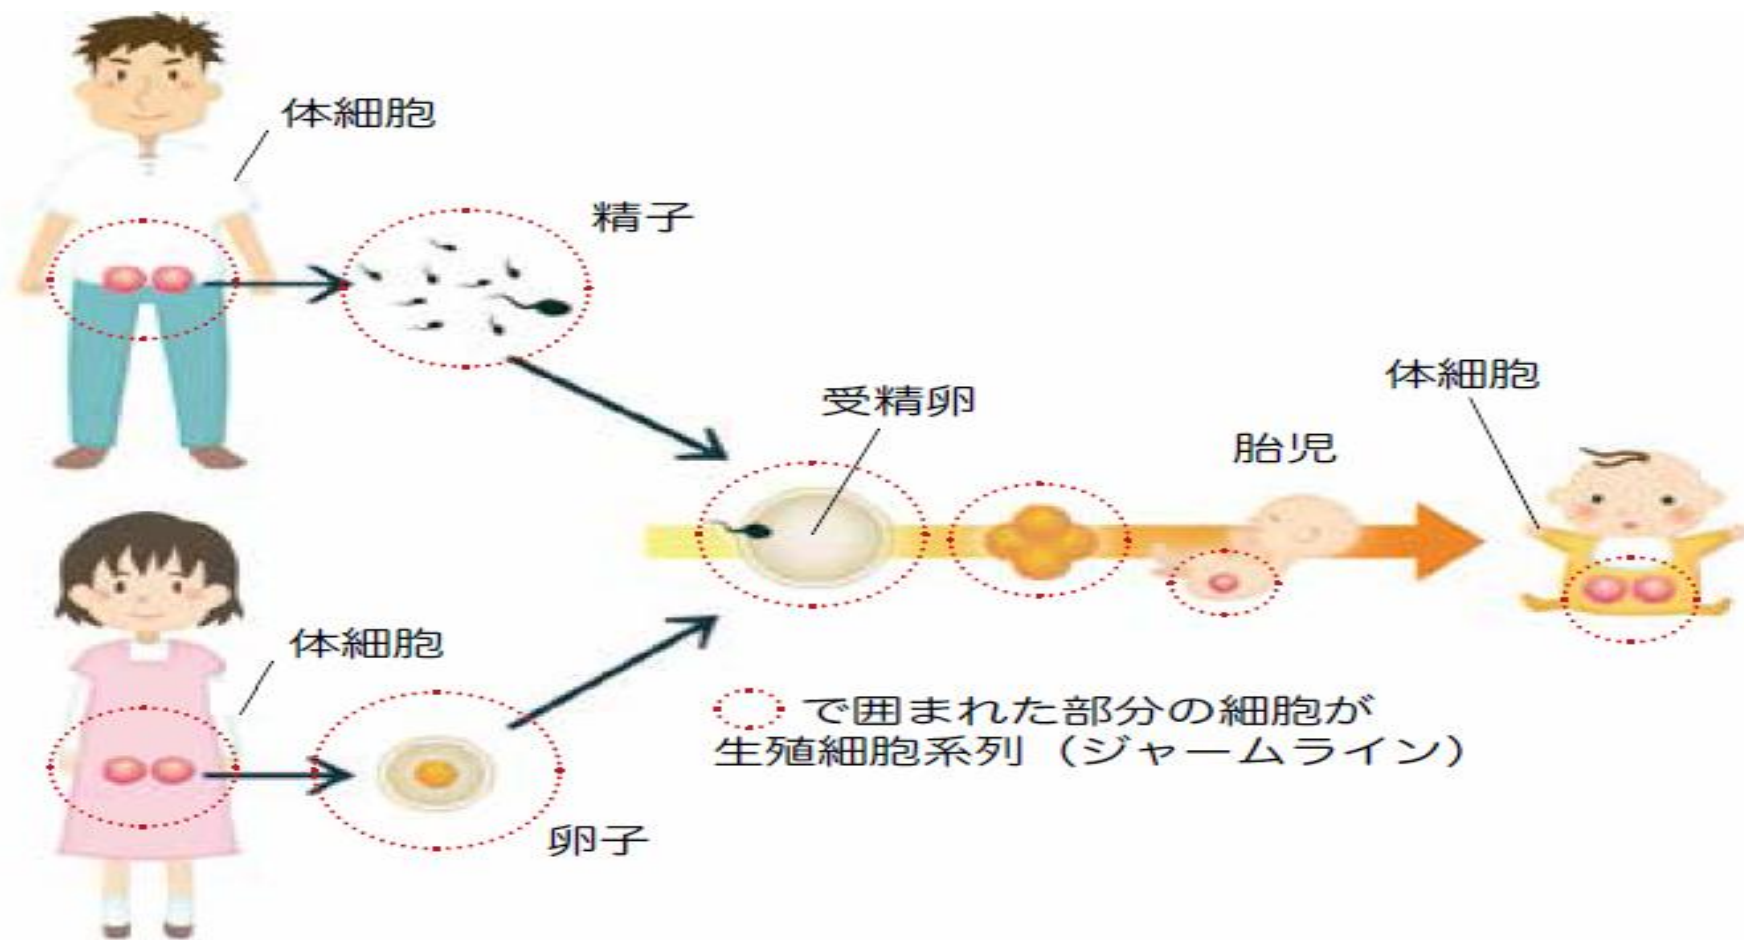 体細胞
精子
受精卵
体細胞
胎児
体細胞
卵子
で囲まれた部分の細胞が
生殖細胞系列（ジャームライン）